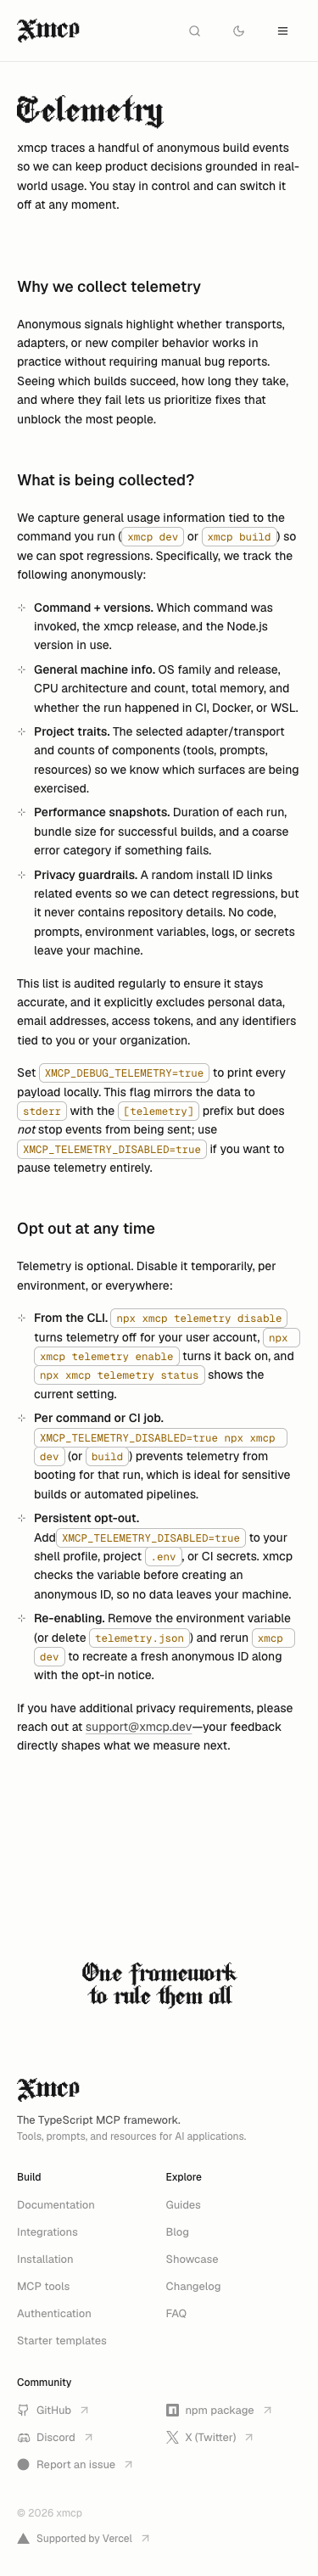 Xmcp
Telemetry
xmcp traces a handful of anonymous build events
so we can keep product decisions grounded in real-
world usage. You stay in control and can switch it
off at any moment.
Why we collect telemetry
Anonymous signals highlight whether transports,
adapters, or new compiler behavior works in
practice without requiring manual bug reports.
Seeing which builds succeed, how long they take,
and where they fail lets us prioritize fixes that
unblock the most people.
What is being collected?
We capture general usage information tied to the
command you run (xmcp dev or xmcp build) so
we can spot regressions. Specifically, we track the
following anonymously:
Command + versions. Which command was
invoked, the xmcp release, and the Node.js
version in use.
General machine info. OS family and release,
CPU architecture and count, total memory, and
whether the run happened in CI, Docker, or WSL.
Project traits. The selected adapter/transport
and counts of components (tools, prompts,
resources) so we know which surfaces are being
exercised.
Performance snapshots. Duration of each run,
bundle size for successful builds, and a coarse
error category if something fails.
Privacy guardrails. A random install ID links
related events so we can detect regressions, but
it never contains repository details. No code,
prompts, environment variables, logs, or secrets
leave your machine.
This list is audited regularly to ensure it stays
accurate, and it explicitly excludes personal data,
email addresses, access tokens, and any identifiers
tied to you or your organization.
Set XMCP_DEBUG_TELEMETRY=true to print every
payload locally. This flag mirrors the data to
stderr with the [telemetry] prefix but does
not stop events from being sent; use
XMCP_TELEMETRY_DISABLED=true if you want to
pause telemetry entirely.
Opt out at any time
Telemetry is optional. Disable it temporarily, per
environment, or everywhere:
From the CLI. npx xmcp telemetry disable
turns telemetry off for your user account, npx
xmcp telemetry enable turns it back on, and
npx xmcp telemetry status shows the
current setting.
Per command or CI job.
XMCP_TELEMETRY_DISABLED=true npx xmcp
dev (or build) prevents telemetry from
booting for that run, which is ideal for sensitive
builds or automated pipelines.
Persistent opt-out.
Add XMCP_TELEMETRY_DISABLED=true to your
shell profile, project .env, or CI secrets. xmcp
checks the variable before creating an
anonymous ID, so no data leaves your machine.
Re-enabling. Remove the environment variable
(or delete telemetry.json) and rerun xmcp
dev to recreate a fresh anonymous ID along
with the opt-in notice.
If you have additional privacy requirements, please
reach out at support@xmcp.dev—your feedback
directly shapes what we measure next.
One framework
to rule them all
Xmcp
The TypeScript MCP framework.
Tools, prompts, and resources for AI applications.
Build
Documentation
Integrations
Installation
MCP tools
Authentication
Starter templates
Explore
Guides
Blog
Showcase
Changelog
FAQ
Community
GitHub
npm package
Discord
X (Twitter)
Report an issue
© 2026 xmcp
Supported by Vercel